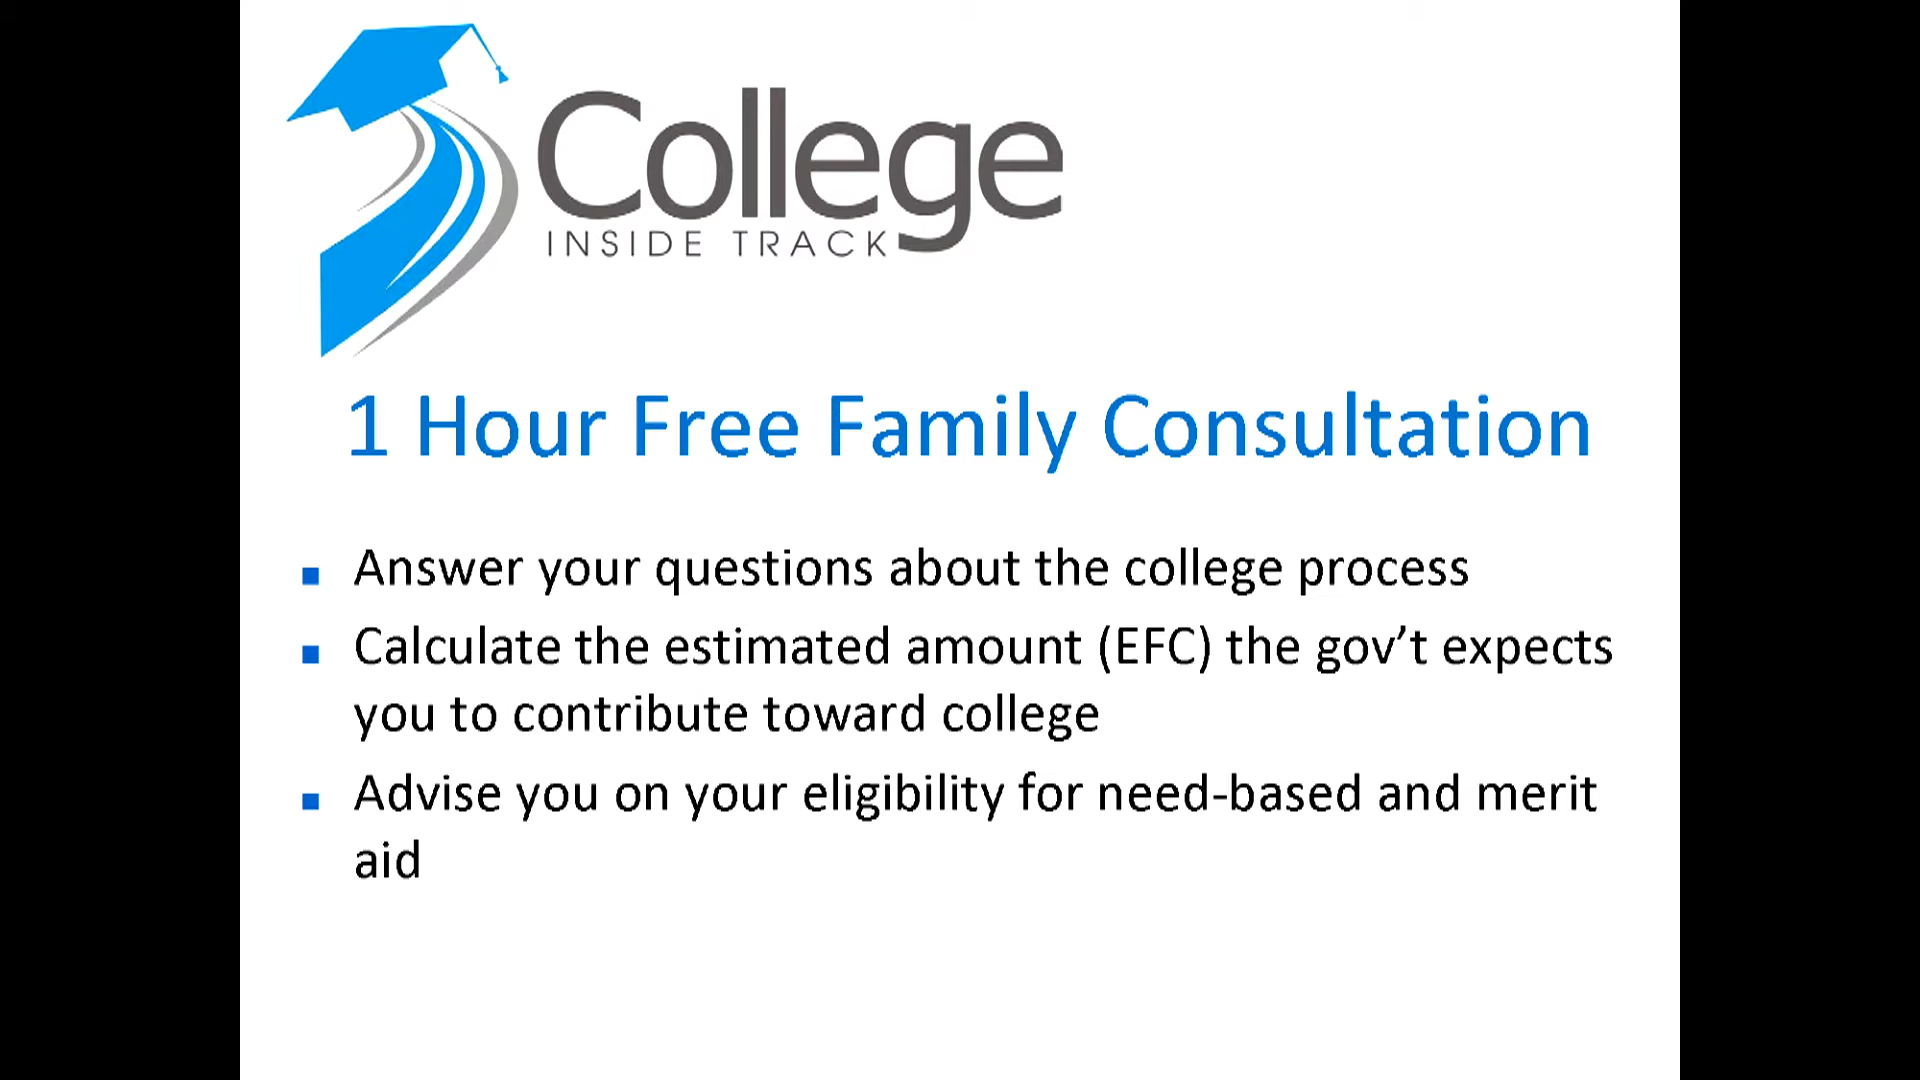 College
INSIDE TRACK
1 Hour Free Family Consultation
▪ Answer your questions about the college process
▪ Calculate the estimated amount (EFC) the gov’t expects
you to contribute toward college
▪ Advise you on your eligibility for need-based and merit
aid